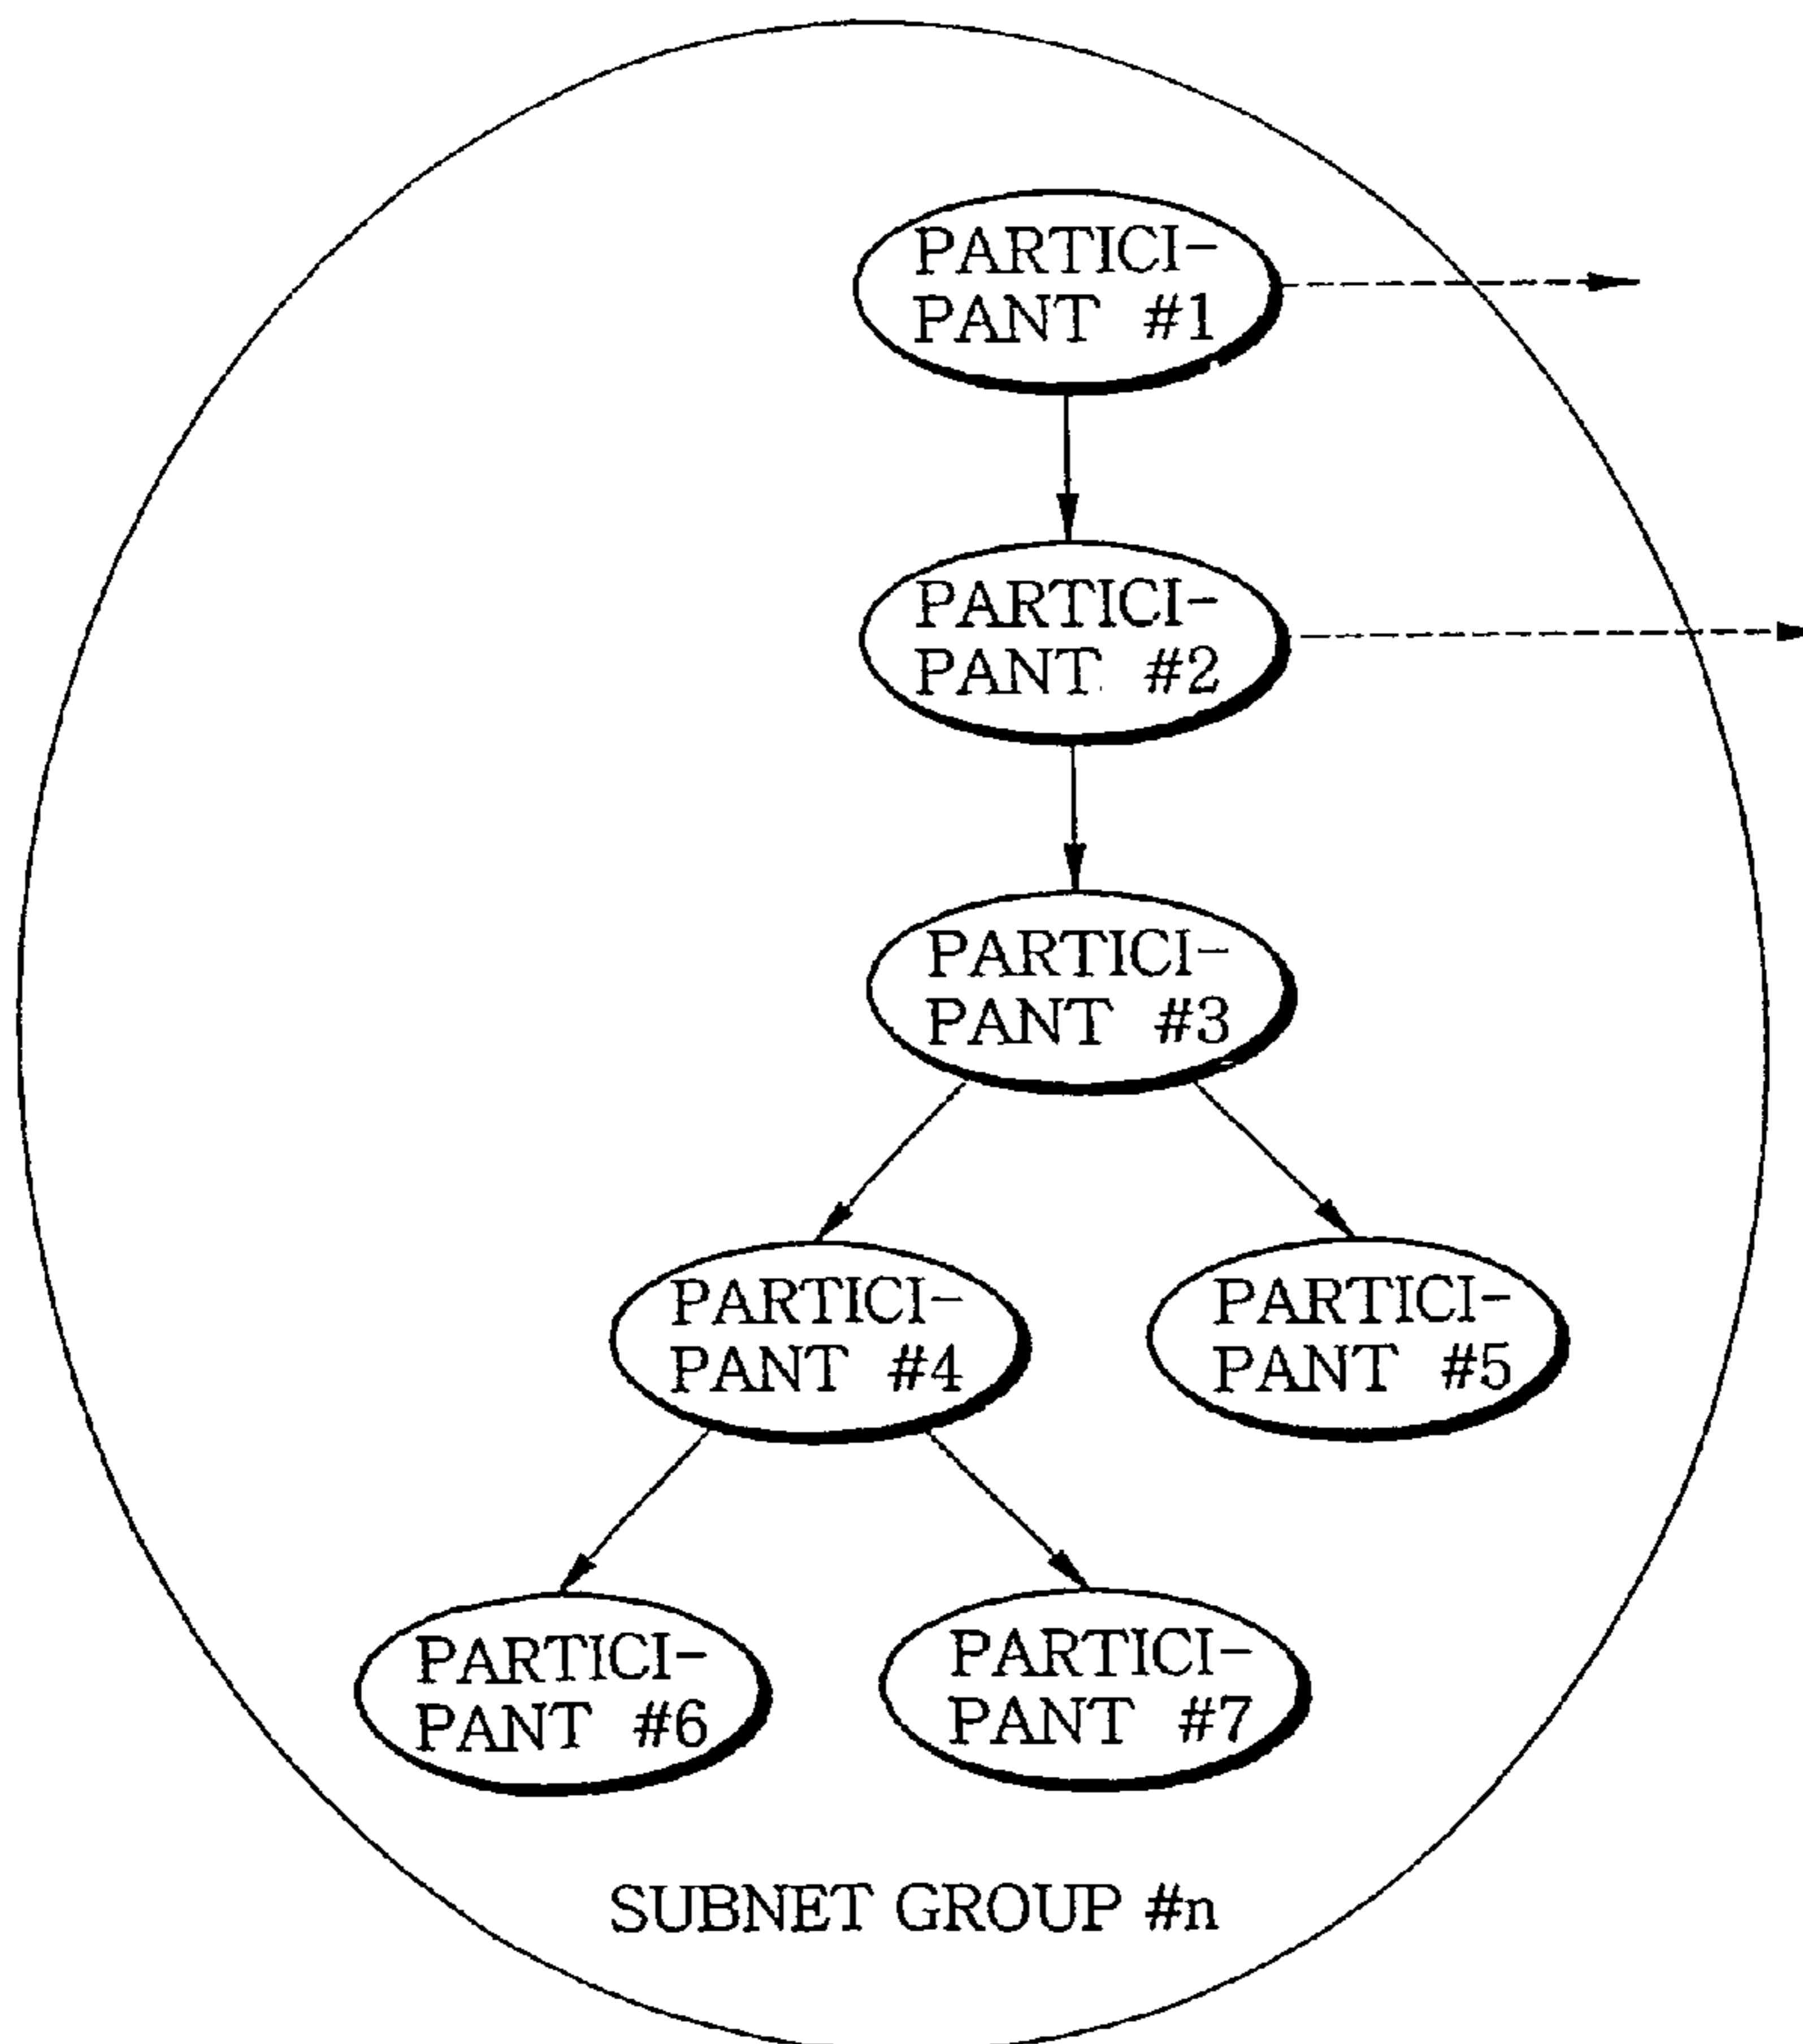 PARTICI-
PANT #1
PARTICI-
PANT #2
PARTICI-
PANT #3
PARTICI-
PANT #4
PARTICI-
PANT #5
PARTICI-
PANT #6
PARTICI-
PANT #7
SUBNET GROUP #n